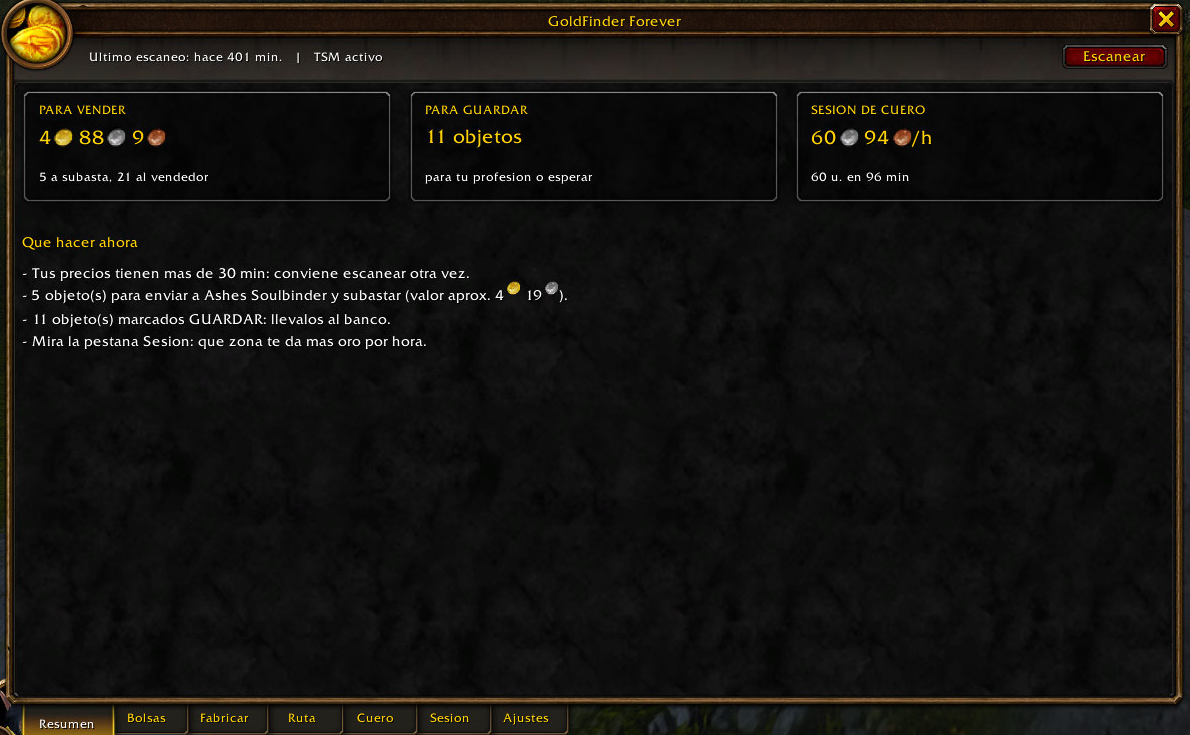 GoldFinder Forever
Ultimo escaneo: hace 401 min. | TSM activo
Escanear
PARA VENDER
4 88 9
5 a subasta, 21 al vendedor
PARA GUARDAR
11 objetos
para tu profesion o esperar
SESION DE CUERO
60 94 /h
60 u. en 96 min
Que hacer ahora
- Tus precios tienen mas de 30 min: conviene escanear otra vez.
- 5 objeto(s) para enviar a Ashes Soulbinder y subastar (valor aprox. 4 19 ).
- 11 objeto(s) marcados GUARDAR: llevalos al banco.
- Mira la pestana Sesion: que zona te da mas oro por hora.
Resumen Bolsas Fabricar Ruta Cuero Sesion Ajustes